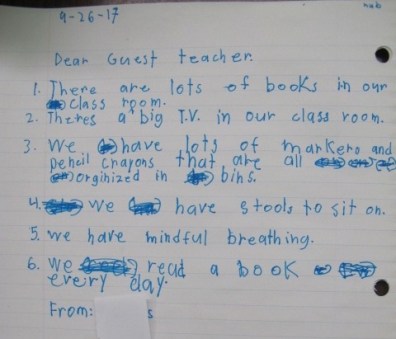 9-26-17
Dear Guest teacher.
1. There are lots of books in our
class room.
2. Theres a big T.V. in our class room.
3. We have lots of markers and
pencil crayons that are all
orginized in bins.
4. We have stools to sit on.
5. we have mindful breathing.
6. We read a book
every day.
From: s